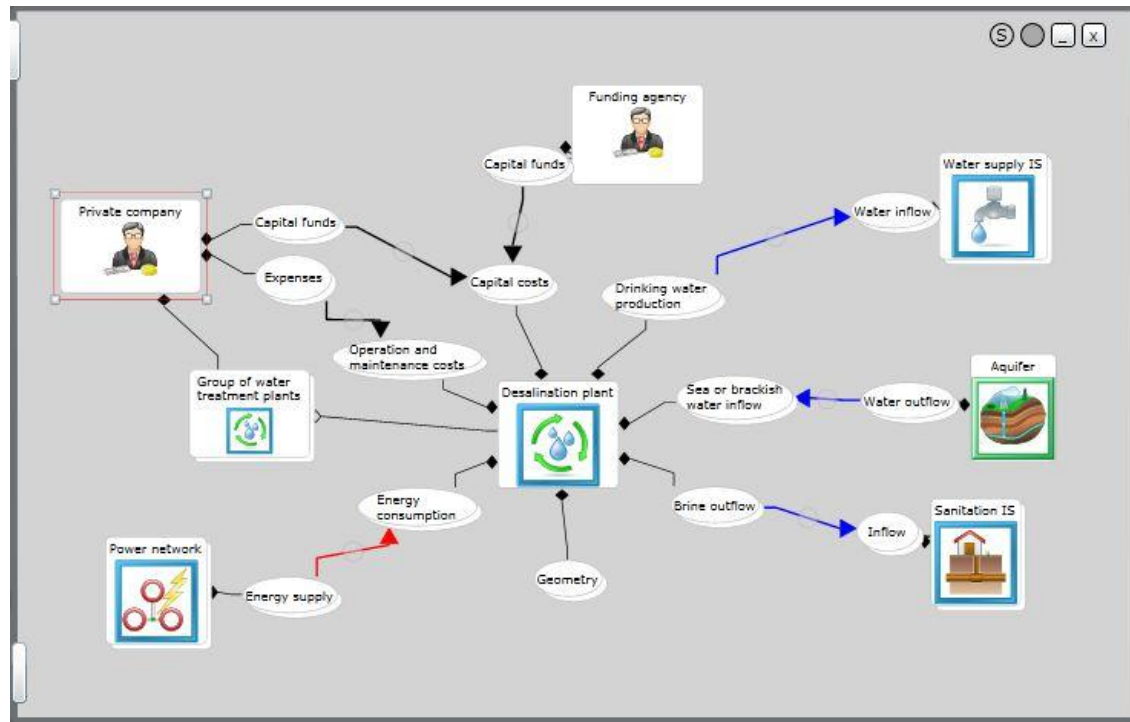 S
_
x
Funding agency
Capital funds
Water supply IS
Water inflow
Private company
Capital funds
Expenses
Capital costs
Drinking water
production
Operation and
maintenance costs
Group of water
treatment plants
Desalination plant
Sea or brackish
water inflow
Water outflow
Aquifer
Energy
consumption
Brine outflow
Inflow
Sanitation IS
Power network
Energy supply
Geometry